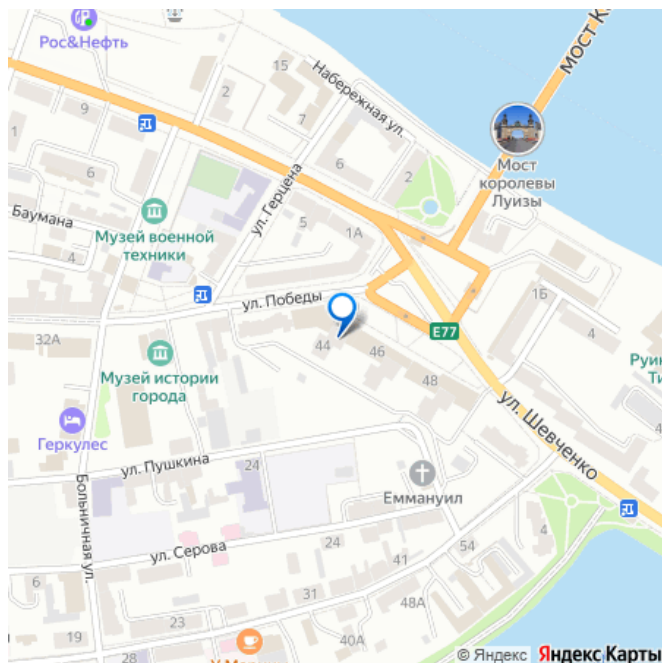 Рос&Нефть
15
Набережная ул.
МОСТ К
2
7
9
1
6
6
2
Мост
королевы
Луизы
ул. Герцена
Баумана
Музей военной
техники
5
1А
ул. Победы
1Б
4
32А
44
46
E77
48
Музей истории
города
Руин
Ти
Геркулес
ул. Шевченко
4
ул. Пушкина
24
Еммануил
Больничная ул.
ул. Серова
24
54
4
6
41
31
48А
23
19
40А
28
© Яндекс
Яндекс Карты